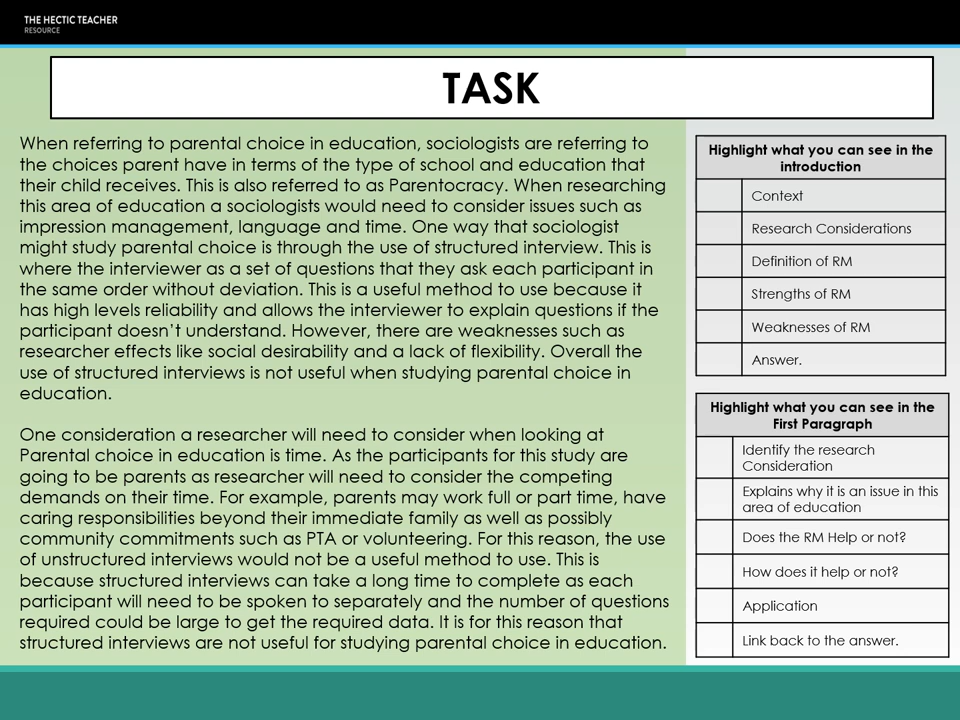 THE HECTIC TEACHER
RESOURCE
TASK
When referring to parental choice in education, sociologists are referring to
the choices parent have in terms of the type of school and education that
their child receives. This is also referred to as Parentocracy. When researching
this area of education a sociologists would need to consider issues such as
impression management, language and time. One way that sociologist
might study parental choice is through the use of structured interview. This is
where the interviewer as a set of questions that they ask each participant in
the same order without deviation. This is a useful method to use because it
has high levels reliability and allows the interviewer to explain questions if the
participant doesn't understand. However, there are weaknesses such as
researcher effects like social desirability and a lack of flexibility. Overall the
use of structured interviews is not useful when studying parental choice in
education.
One consideration a researcher will need to consider when looking at
Parental choice in education is time. As the participants for this study are
going to be parents as researcher will need to consider the competing
demands on their time. For example, parents may work full or part time, have
caring responsibilities beyond their immediate family as well as possibly
community commitments such as PTA or volunteering. For this reason, the use
of unstructured interviews would not be a useful method to use. This is
because structured interviews can take a long time to complete as each
participant will need to be spoken to separately and the number of questions
required could be large to get the required data. It is for this reason that
structured interviews are not useful for studying parental choice in education.
Highlight what you can see in the
introduction
Context
Research Considerations
Definition of RM
Strengths of RM
Weaknesses of RM
Answer.
Highlight what you can see in the
First Paragraph
Identify the research
Consideration
Explains why it is an issue in this
area of education
Does the RM Help or not?
How does it help or not?
Application
Link back to the answer.